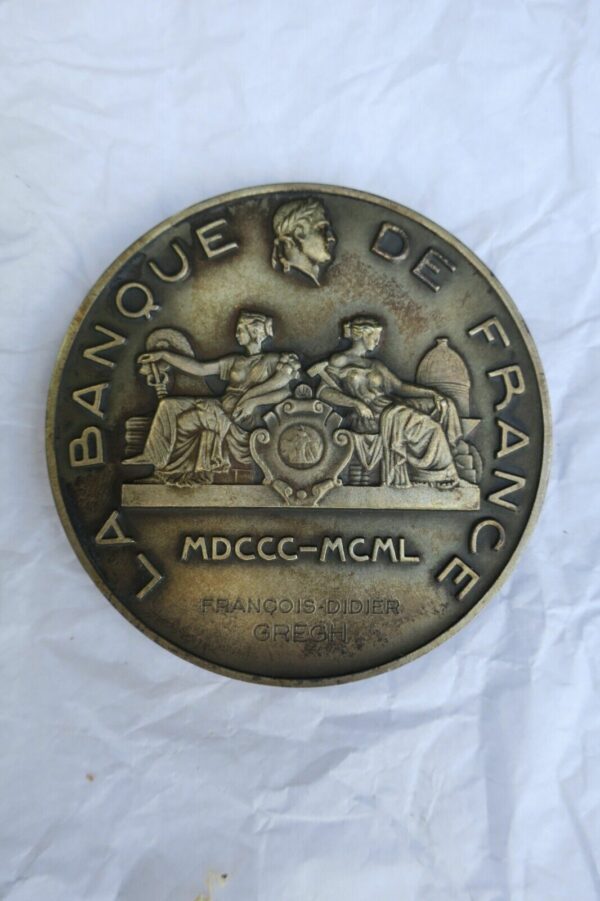 LA BANQUE DE FRANCE
MDCCC–MCML
FRANÇOIS-DIDIER
GREGH